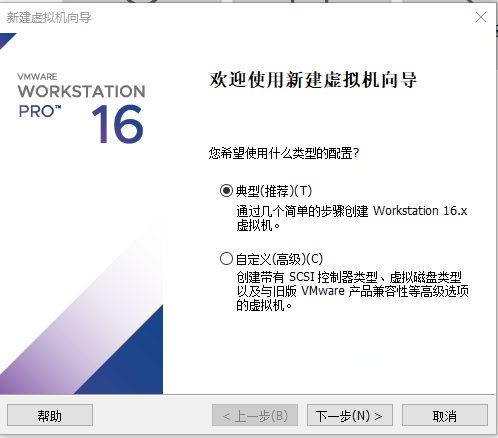 新建虚拟机向导
VMWARE
WORKSTATION
PRO™
16
欢迎使用新建虚拟机向导
您希望使用什么类型的配置?
典型(推荐)(T)
通过几个简单的步骤创建 Workstation 16.x
虚拟机。
自定义(高级)(C)
创建带有 SCSI 控制器类型、虚拟磁盘类型
以及与旧版 VMware 产品兼容性等高级选项
的虚拟机。
帮助
< 上一步(B)
下一步(N) >
取消